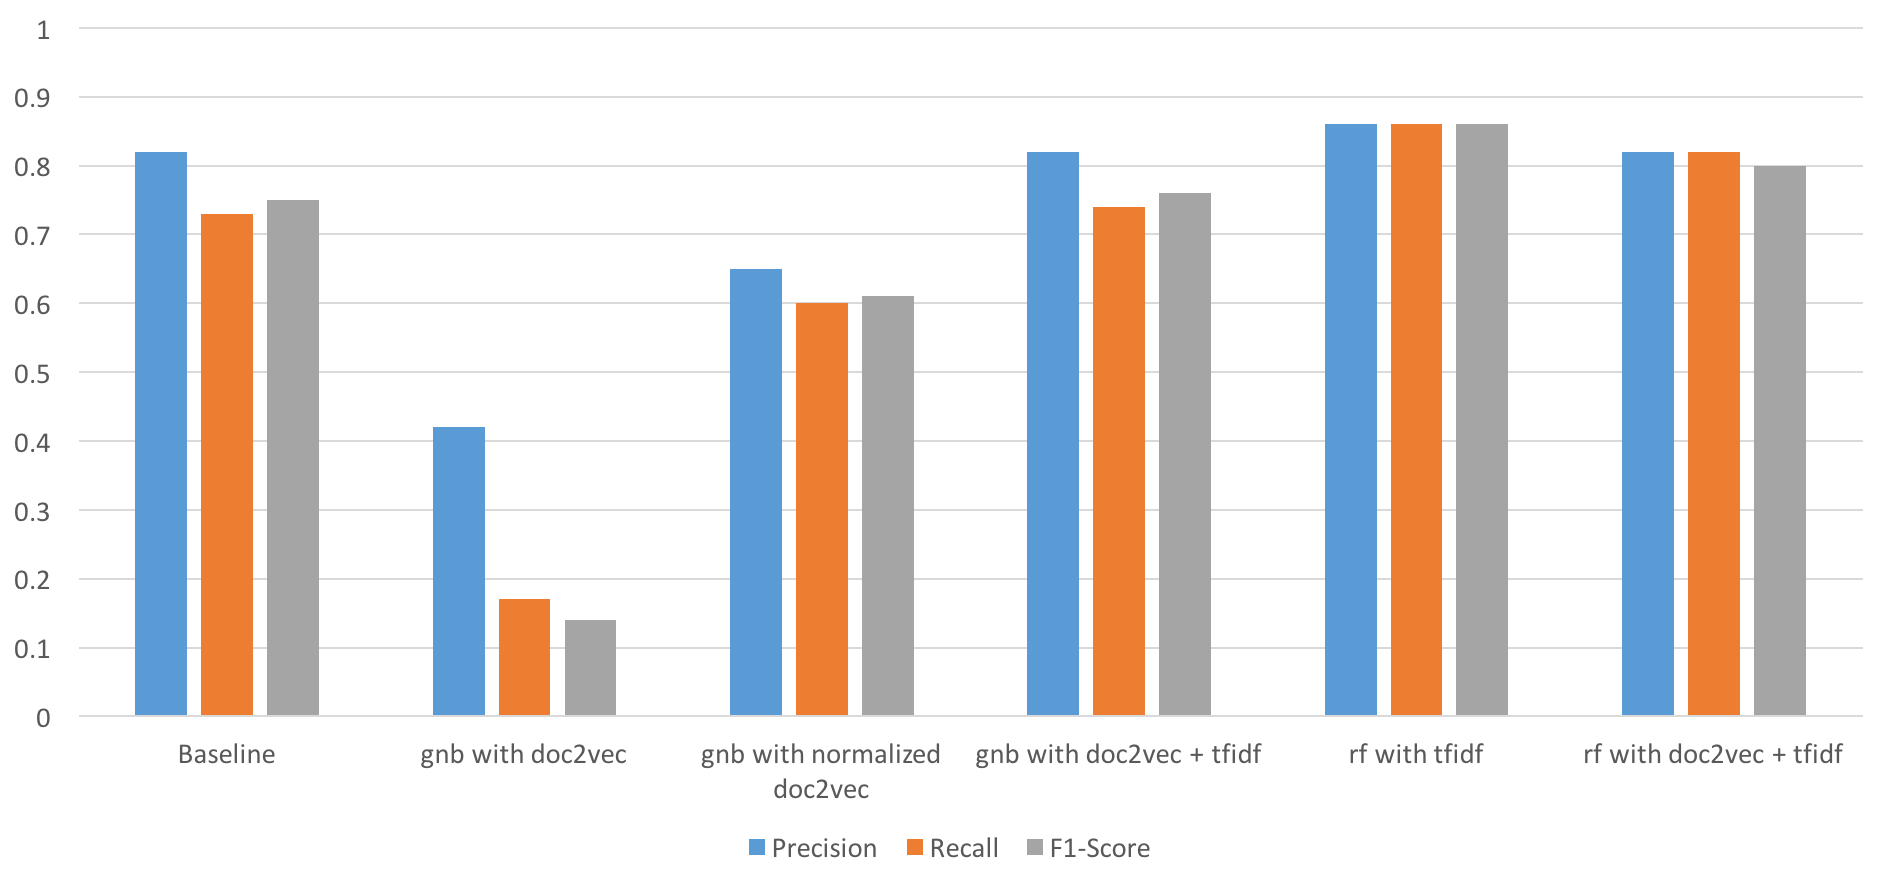 1
0.9
0.8
0.7
0.6
0.5
0.4
0.3
0.2
0.1
0
Baseline
gnb with doc2vec
gnb with normalized
doc2vec
gnb with doc2vec + tfidf
rf with tfidf
rf with doc2vec + tfidf
Precision Recall F1-Score